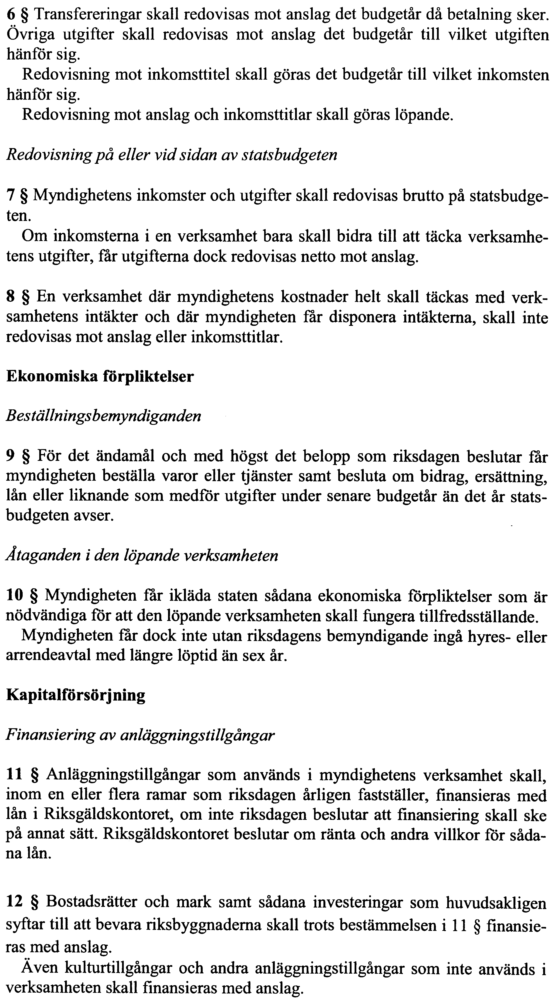 6 § Transfereringar skall redovisas mot anslag det budgetår då betalning sker.
Övriga utgifter skall redovisas mot anslag det budgetår till vilket utgiften
hänför sig.
Redovisning mot inkomsttitel skall göras det budgetår till vilket inkomsten
hänför sig.
Redovisning mot anslag och inkomsttitlar skall göras löpande.
Redovisning på eller vid sidan av statsbudgeten
7 § Myndighetens inkomster och utgifter skall redovisas brutto på statsbudge-
ten.
Om inkomsterna i en verksamhet bara skall bidra till att täcka verksamhe-
tens utgifter, får utgifterna dock redovisas netto mot anslag.
8 § En verksamhet där myndighetens kostnader helt skall täckas med verk-
samhetens intäkter och där myndigheten får disponera intäkterna, skall inte
redovisas mot anslag eller inkomsttitlar.
Ekonomiska förpliktelser
Beställningsbemyndiganden
9 § För det ändamål och med högst det belopp som riksdagen beslutar får
myndigheten beställa varor eller tjänster samt besluta om bidrag, ersättning,
lån eller liknande som medför utgifter under senare budgetår än det år stats-
budgeten avser.
Åtaganden i den löpande verksamheten
10 § Myndigheten får ikläda staten sådana ekonomiska förpliktelser som är
nödvändiga för att den löpande verksamheten skall fungera tillfredsställande.
Myndigheten får dock inte utan riksdagens bemyndigande ingå hyres- eller
arrendeavtal med längre löptid än sex år.
Kapitalförsörjning
Finansiering av anläggningstillgångar
11 § Anläggningstillgångar som används i myndighetens verksamhet skall,
inom en eller flera ramar som riksdagen årligen fastställer, finansieras med
lån i Riksgäldskontoret, om inte riksdagen beslutar att finansiering skall ske
på annat sätt. Riksgäldskontoret beslutar om ränta och andra villkor för såda-
na lån.
12 § Bostadsrätter och mark samt sådana investeringar som huvudsakligen
syftar till att bevara riksbyggnaderna skall trots bestämmelsen i 11 § finansie-
ras med anslag.
Även kulturtillgångar och andra anläggningstillgångar som inte används i
verksamheten skall finansieras med anslag.